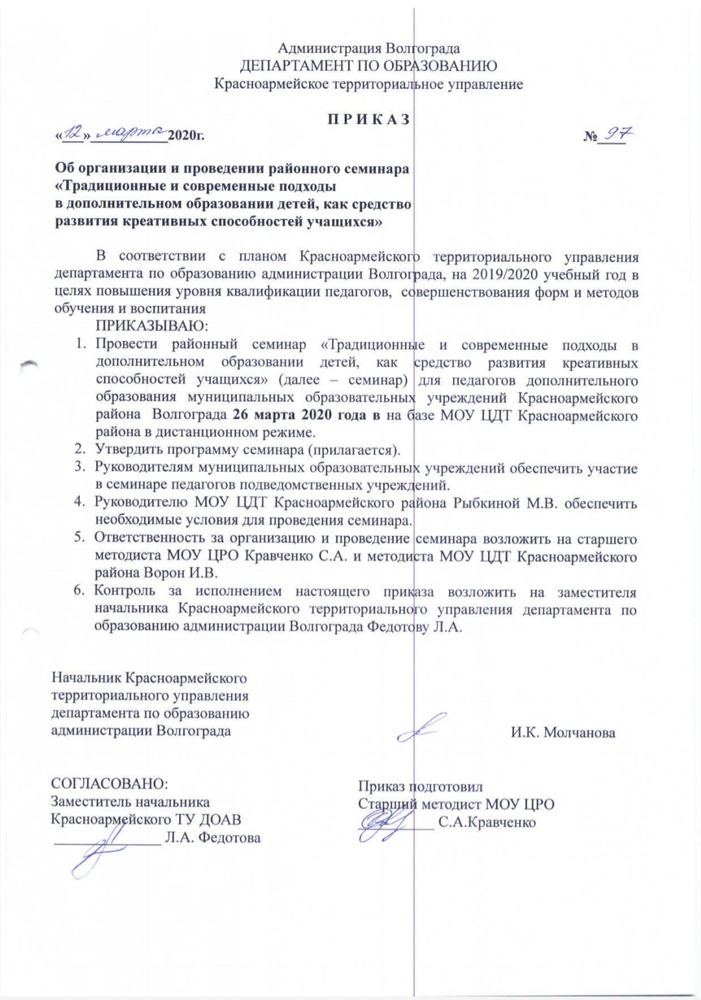 Администрация Волгограда
ДЕПАРТАМЕНТ ПО ОБРАЗОВАНИЮ
Красноармейское территориальное управление
П Р И К А З
«12» марта 2020г. № 97
Об организации и проведении районного семинара
«Традиционные и современные подходы
в дополнительном образовании детей, как средство
развития креативных способностей учащихся»
В соответствии с планом Красноармейского территориального управления
департамента по образованию администрации Волгограда, на 2019/2020 учебный год в
целях повышения уровня квалификации педагогов, совершенствования форм и методов
обучения и воспитания
ПРИКАЗЫВАЮ:
1. Провести районный семинар «Традиционные и современные подходы в
дополнительном образовании детей, как средство развития креативных
способностей учащихся» (далее – семинар) для педагогов дополнительного
образования муниципальных образовательных учреждений Красноармейского
района Волгограда 26 марта 2020 года в на базе МОУ ЦДТ Красноармейского
района в дистанционном режиме.
2. Утвердить программу семинара (прилагается).
3. Руководителям муниципальных образовательных учреждений обеспечить участие
в семинаре педагогов подведомственных учреждений.
4. Руководителю МОУ ЦДТ Красноармейского района Рыбкиной М.В. обеспечить
необходимые условия для проведения семинара.
5. Ответственность за организацию и проведение семинара возложить на старшего
методиста МОУ ЦРО Кравченко С.А. и методиста МОУ ЦДТ Красноармейского
района Ворон И.В.
6. Контроль за исполнением настоящего приказа возложить на заместителя
начальника Красноармейского территориального управления департамента по
образованию администрации Волгограда Федотову Л.А.
Начальник Красноармейского
территориального управления
департамента по образованию
администрации Волгограда И.К. Молчанова
СОГЛАСОВАНО:
Заместитель начальника
Красноармейского ТУ ДОАВ
Л.А. Федотова
Приказ подготовил
Старший методист МОУ ЦРО
С.А.Кравченко